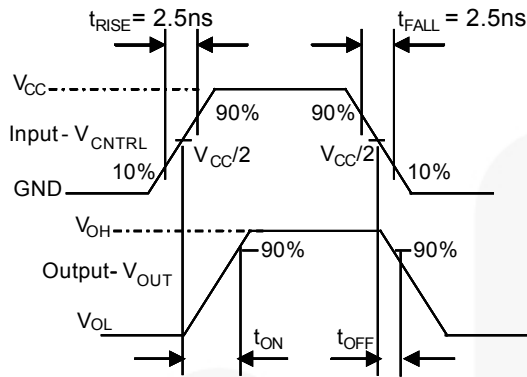 tRISE = 2.5ns
tFALL = 2.5ns
VCC
90%
90%
Input - VCNTRL
VCC/2
VCC/2
10%
10%
GND
VOH
90%
90%
Output- VOUT
VOL
tON
tOFF